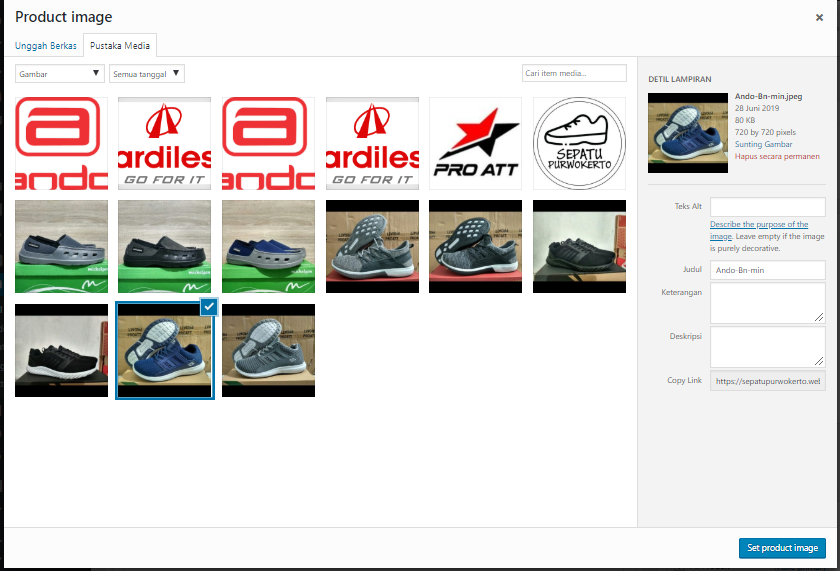 Product image
×
Unggah Berkas
Pustaka Media
Gambar
Semua tanggal
Cari item media...
ando
ardiles
GO FOR IT
ando
ardiles
GO FOR IT
PRO ATT
SEPATU
PURWOKERTO
DETIL LAMPIRAN
Ando-Bn-min.jpeg
28 Juni 2019
80 KB
720 by 720 pixels
Sunting Gambar
Hapus secara permanen
Teks Alt
Describe the purpose of the
image. Leave empty if the image
is purely decorative.
Judul
Ando-Bn-min
Keterangan
Deskripsi
Copy Link
https://sepatupurwokerto.wel
Set product image